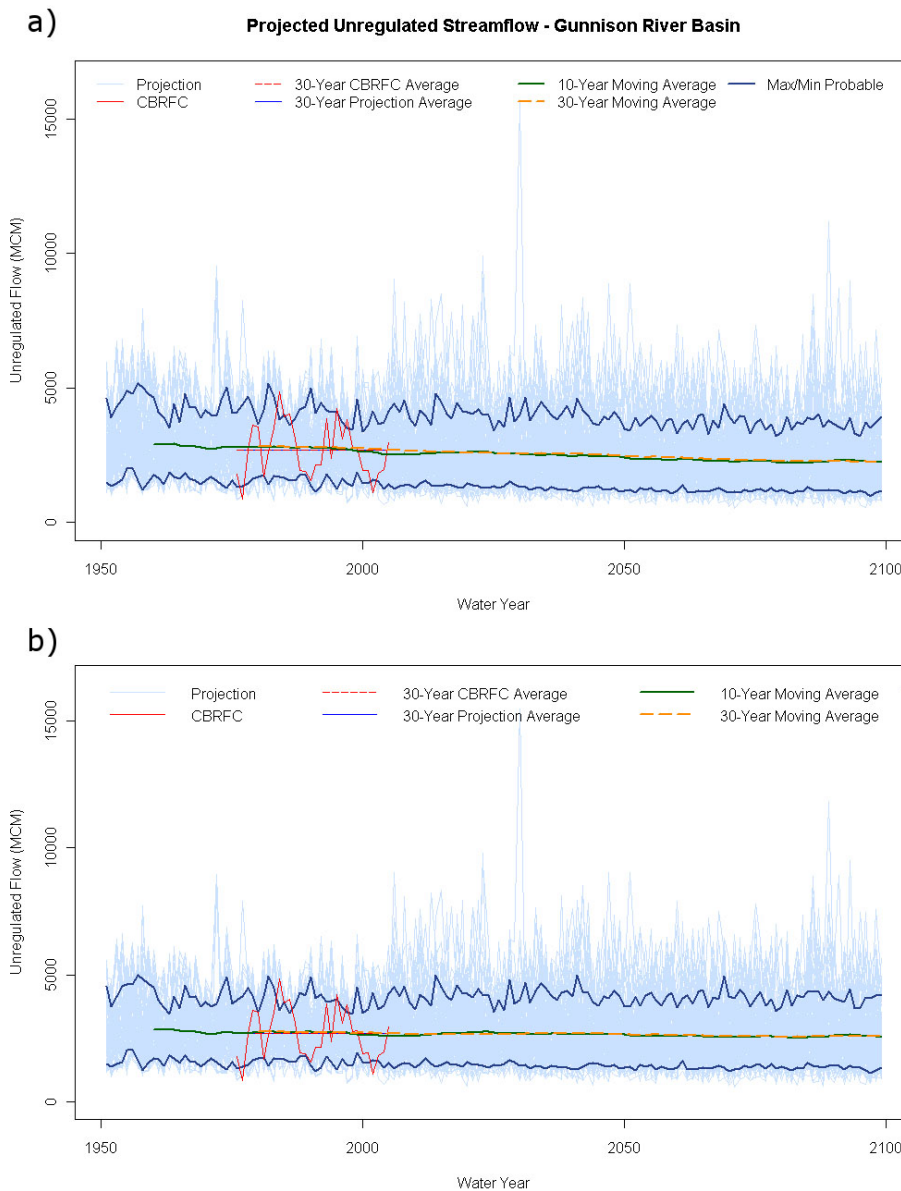 a)
Projected Unregulated Streamflow - Gunnison River Basin
Projection 30-Year CBRFC Average 10-Year Moving Average Max/Min Probable
CBRFC 30-Year Projection Average 30-Year Moving Average
Unregulated Flow (MCM)
15000
10000
5000
0
1950 2000 2050 2100
Water Year
b)
Projection 30-Year CBRFC Average 10-Year Moving Average
CBRFC 30-Year Projection Average 30-Year Moving Average
Unregulated Flow (MCM)
15000
10000
5000
0
1950 2000 2050 2100
Water Year